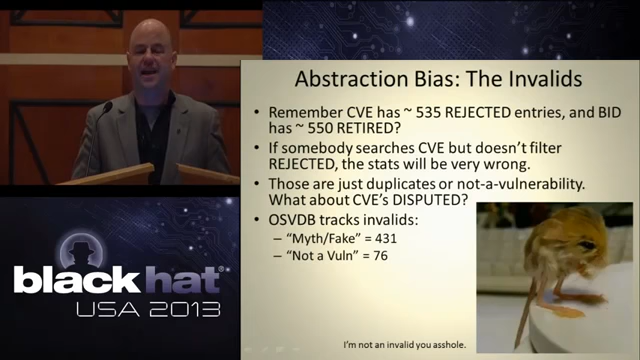 Abstraction Bias: The Invalids
• Remember CVE has ~ 535 REJECTED entries, and BID
has ~ 550 RETIRED?
• If somebody searches CVE but doesn't filter
REJECTED, the stats will be very wrong.
• Those are just duplicates or not-a-vulnerability.
What about CVE's DISPUTED?
• OSVDB tracks invalids:
– "Myth/Fake" = 431
– "Not a Vuln" = 76
I'm not an invalid you asshole.
black hat®
USA 2013